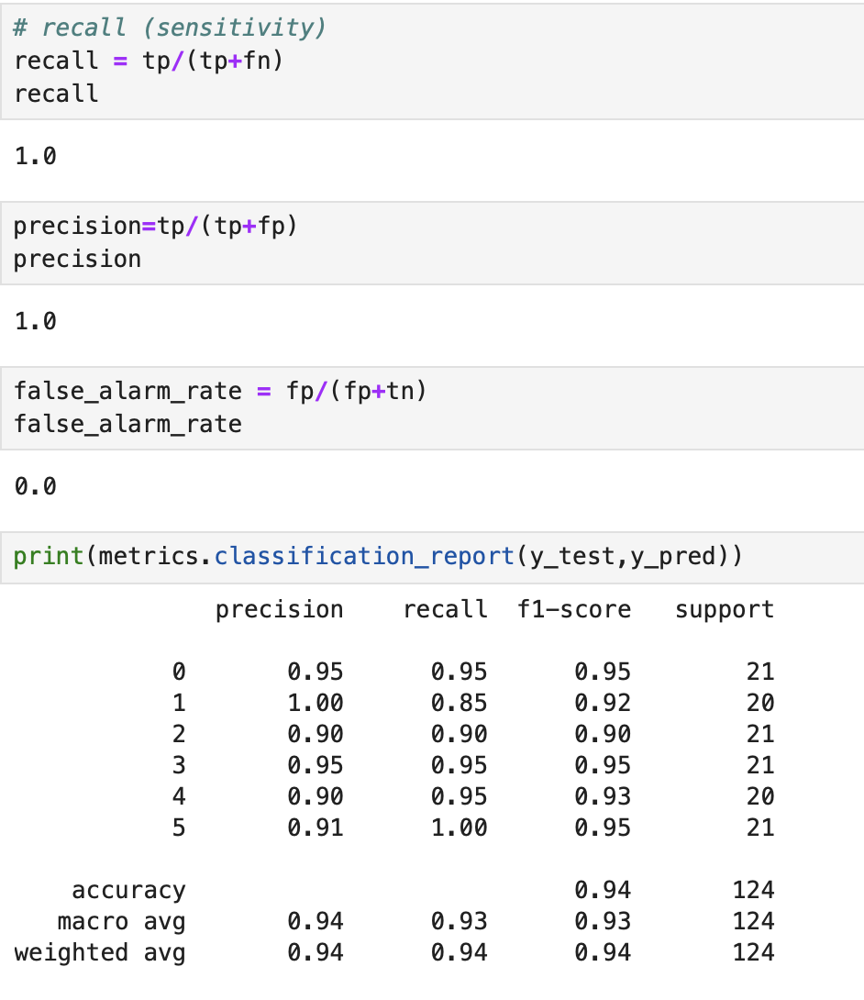 # recall (sensitivity)
recall = tp/(tp+fn)
recall
1.0
precision=tp/(tp+fp)
precision
1.0
false_alarm_rate = fp/(fp+tn)
false_alarm_rate
0.0
print(metrics.classification_report(y_test,y_pred))
precision recall f1-score support
0 0.95 0.95 0.95 21
1 1.00 0.85 0.92 20
2 0.90 0.90 0.90 21
3 0.95 0.95 0.95 21
4 0.90 0.95 0.93 20
5 0.91 1.00 0.95 21
accuracy 0.94 124
macro avg 0.94 0.93 0.93 124
weighted avg 0.94 0.94 0.94 124